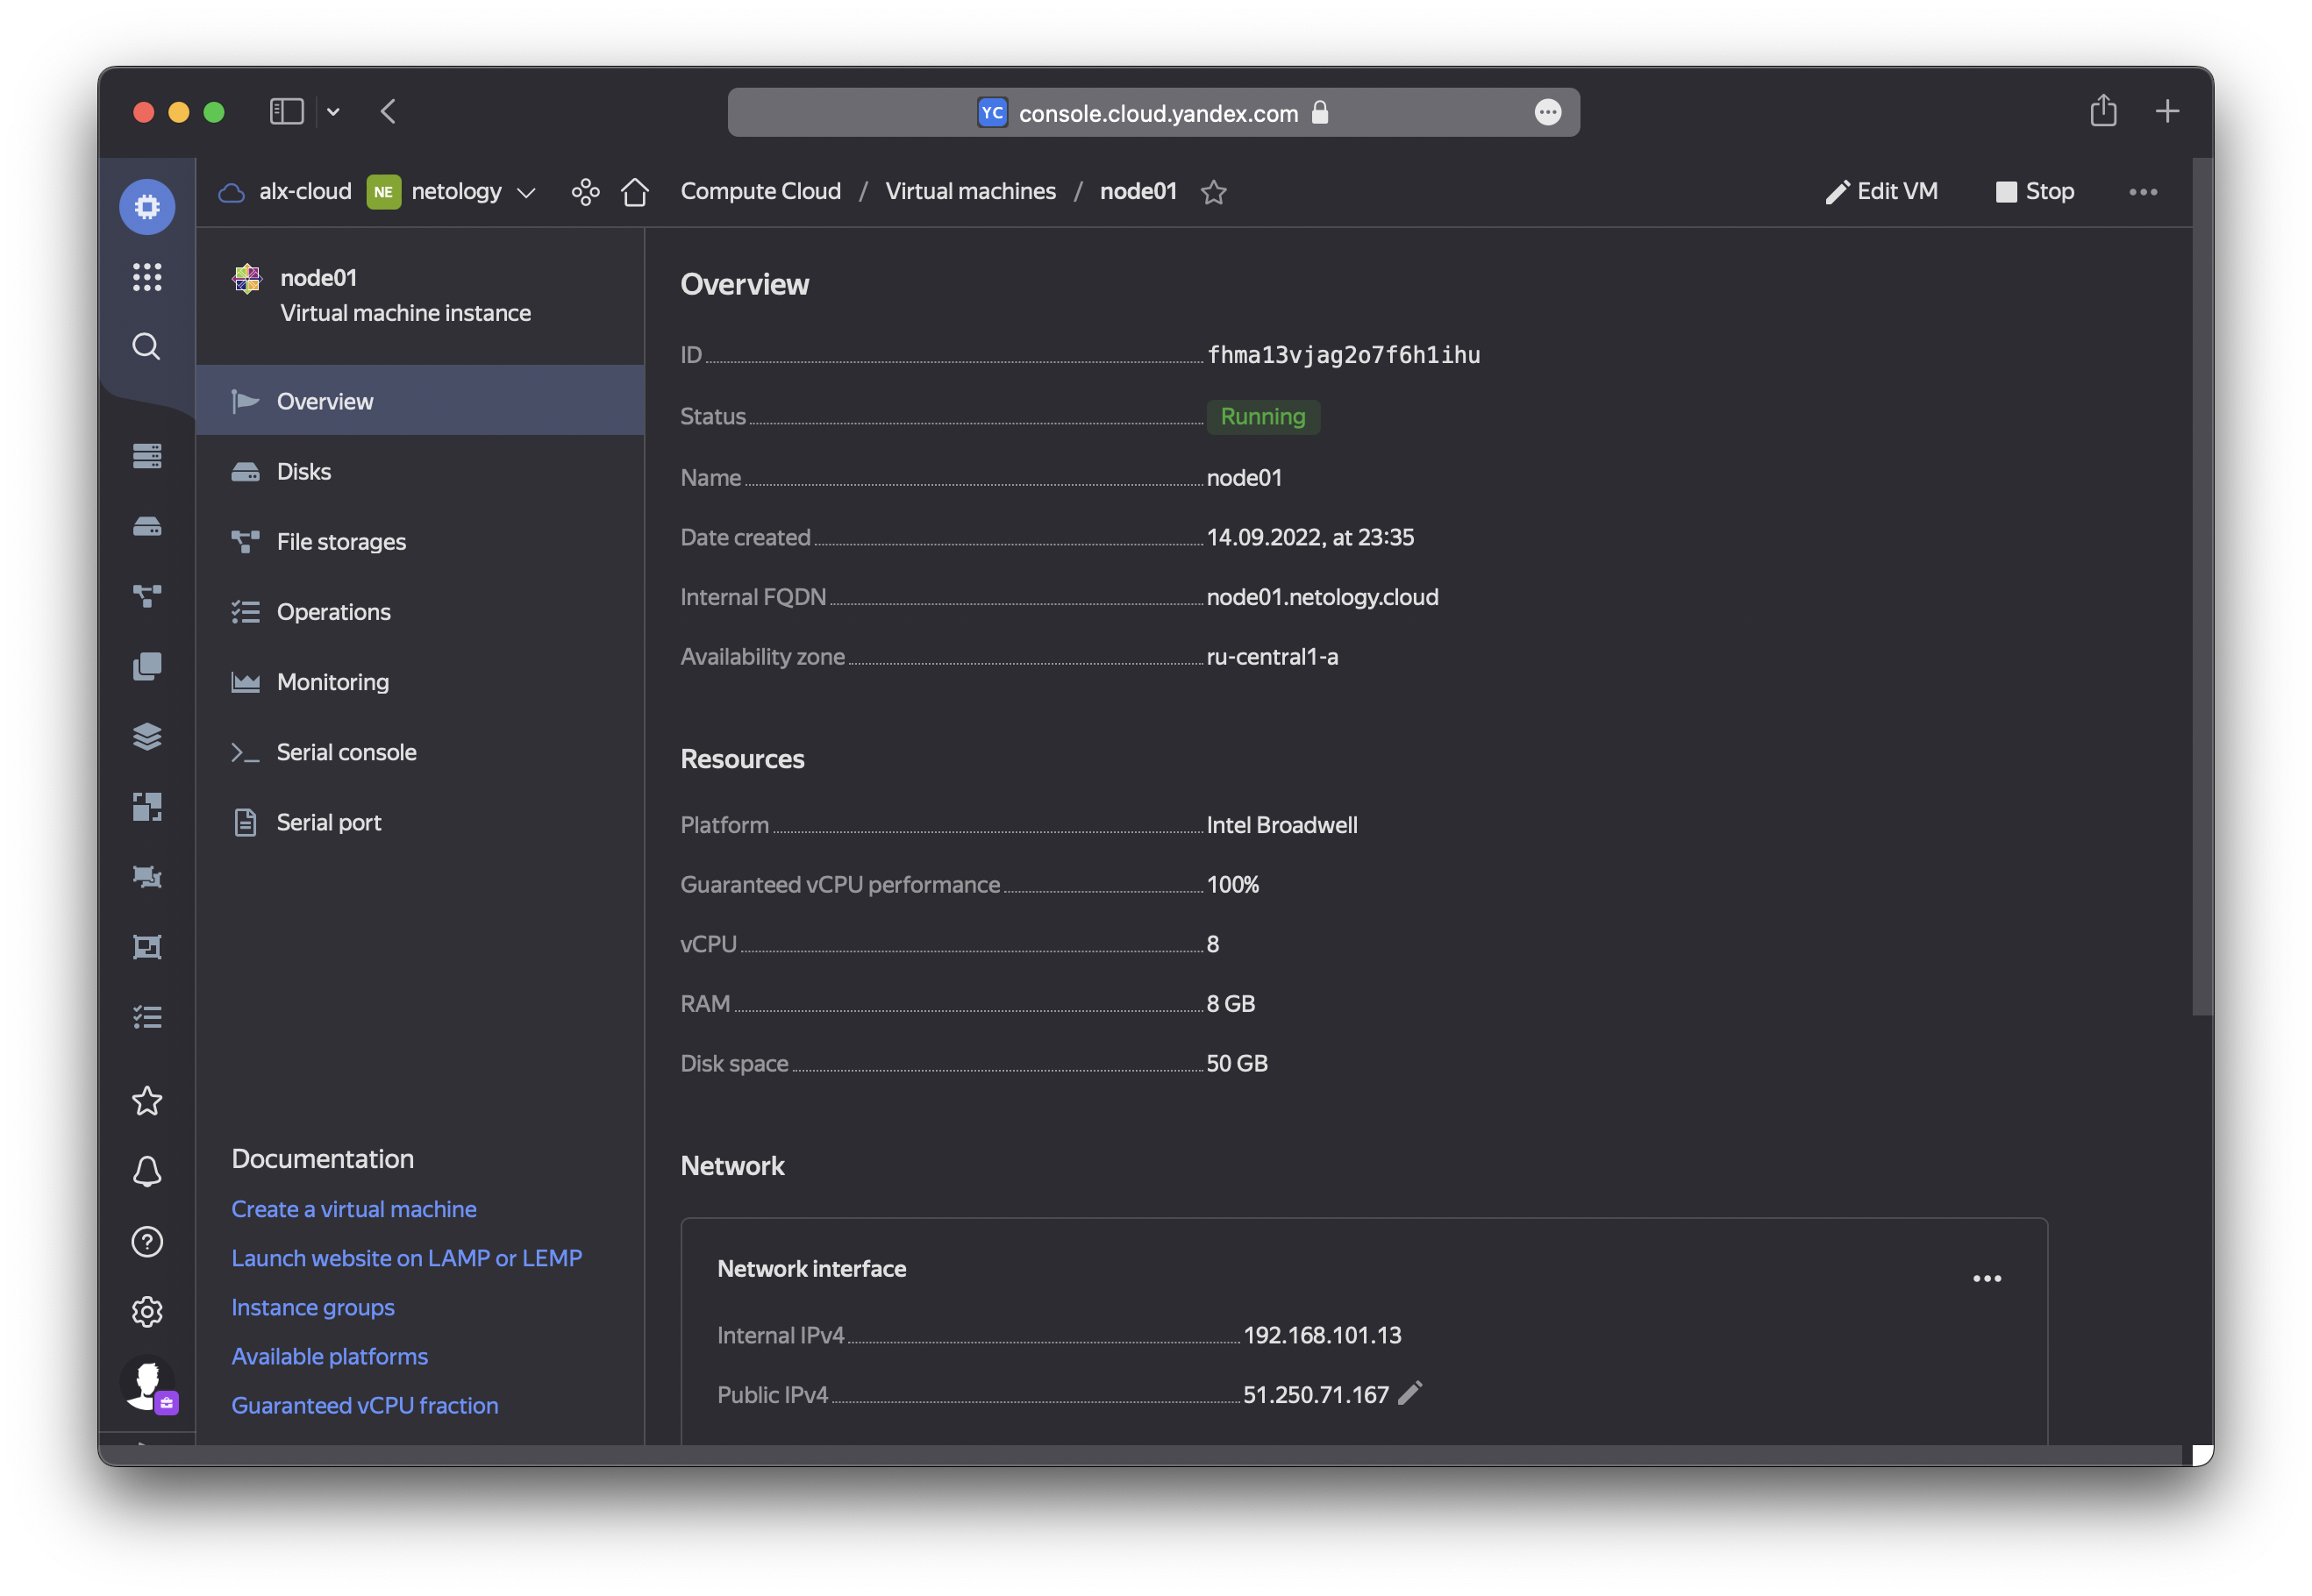 YC console.cloud.yandex.com
alx-cloud NE netology Compute Cloud / Virtual machines / node01 Edit VM Stop
node01
Virtual machine instance
Overview
Disks
File storages
Operations
Monitoring
Serial console
Serial port
Documentation
Create a virtual machine
Launch website on LAMP or LEMP
Instance groups
Available platforms
Guaranteed vCPU fraction
Overview
ID fhma13vjag2o7f6h1ihu
Status Running
Name node01
Date created 14.09.2022, at 23:35
Internal FQDN node01.netology.cloud
Availability zone ru-central1-a
Resources
Platform Intel Broadwell
Guaranteed vCPU performance 100%
vCPU 8
RAM 8 GB
Disk space 50 GB
Network
Network interface
Internal IPv4 192.168.101.13
Public IPv4 51.250.71.167